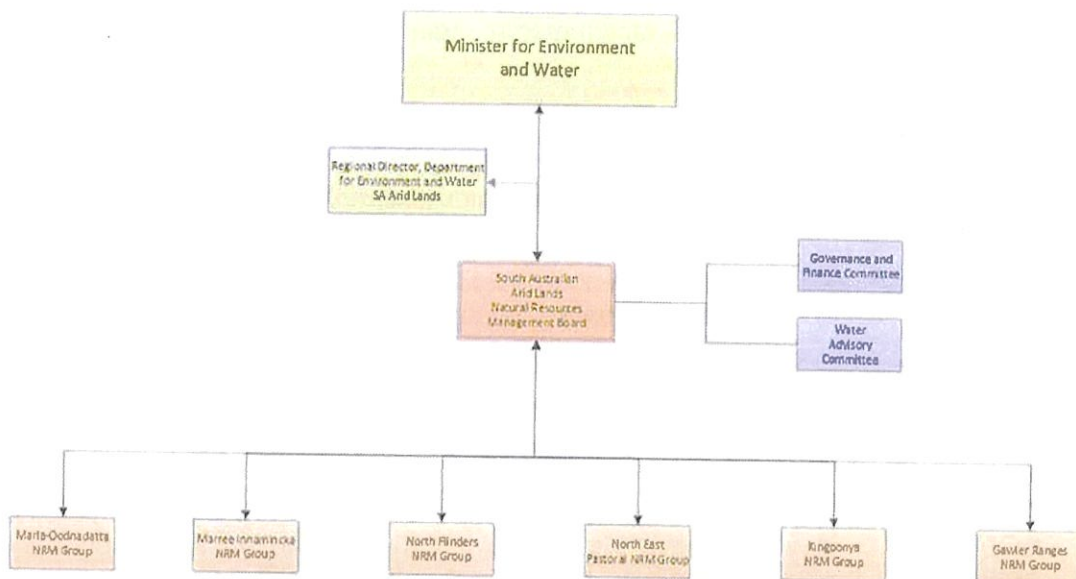 Minister for Environment
and Water
Regional Director, Department
for Environment and Water
SA Arid Lands
South Australian
Arid Lands
Natural Resources
Management Board
Governance and
Finance Committee
Water
Advisory
Committee
Marla-Oodnadatta
NRM Group
Marree Innamincka
NRM Group
North Flinders
NRM Group
North East
Pastoral NRM Group
Kingoonya
NRM Group
Gawler Ranges
NRM Group